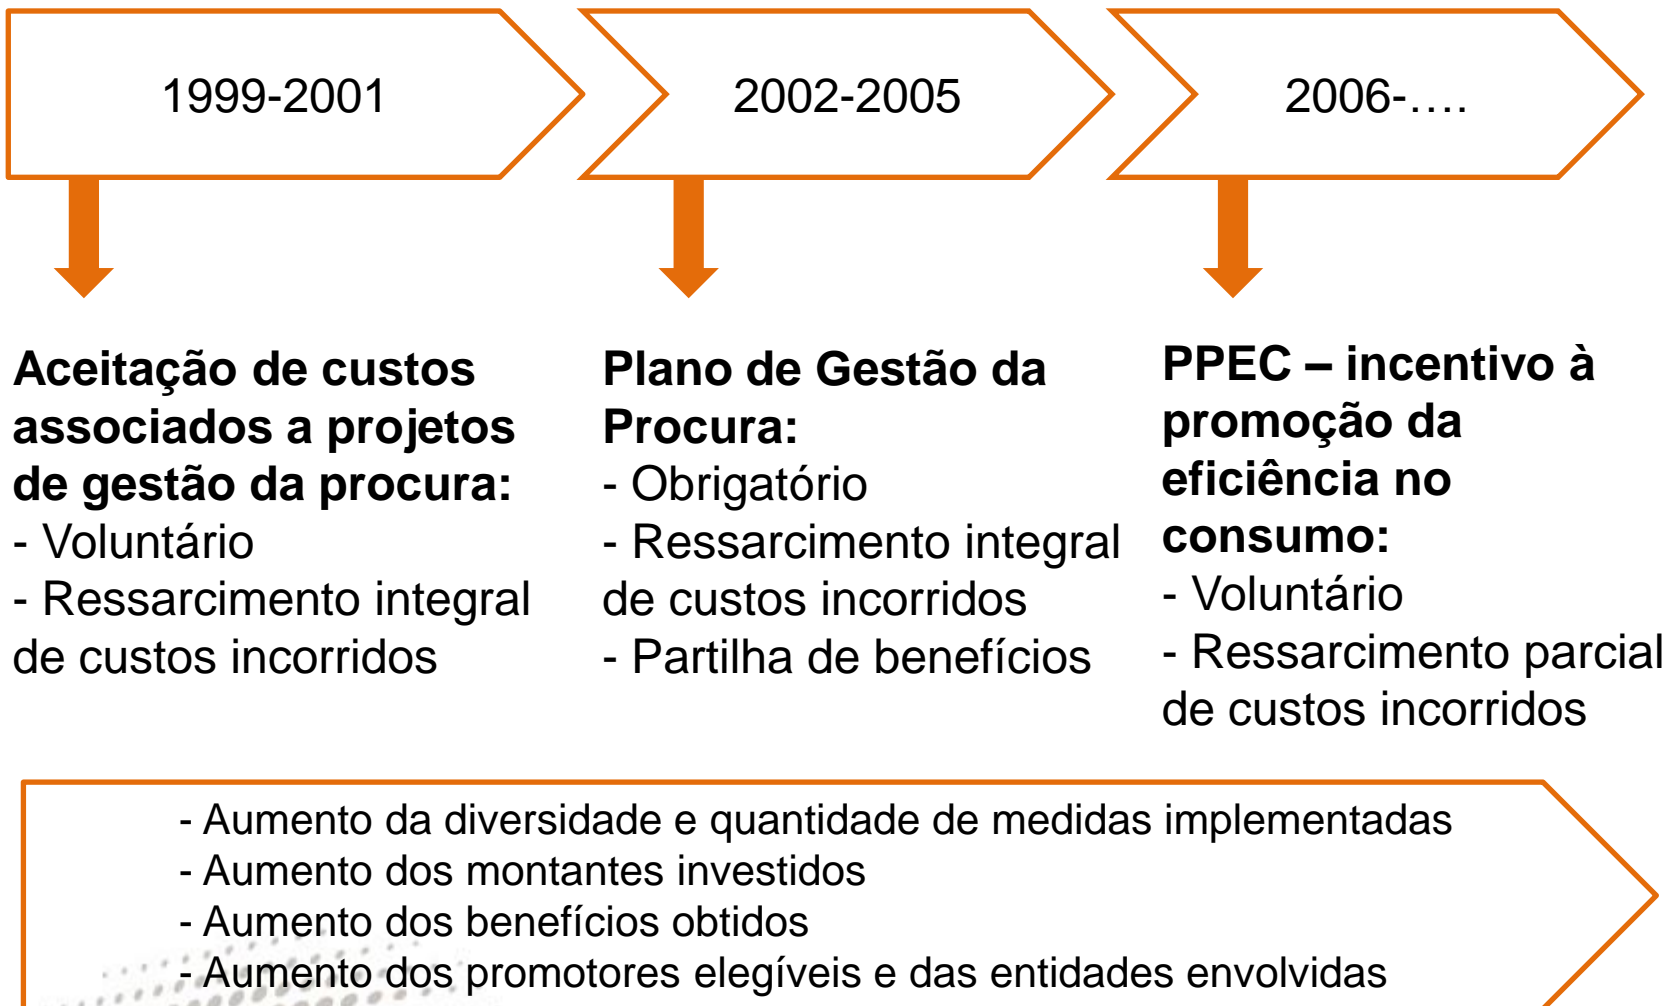 1999-2001
2002-2005
2006-….
Aceitação de custos
associados a projetos
de gestão da procura:
- Voluntário
- Ressarcimento integral
de custos incorridos
Plano de Gestão da
Procura:
- Obrigatório
- Ressarcimento integral
de custos incorridos
- Partilha de benefícios
PPEC – incentivo à
promoção da
eficiência no
consumo:
- Voluntário
- Ressarcimento parcial
de custos incorridos
- Aumento da diversidade e quantidade de medidas implementadas
- Aumento dos montantes investidos
- Aumento dos benefícios obtidos
- Aumento dos promotores elegíveis e das entidades envolvidas